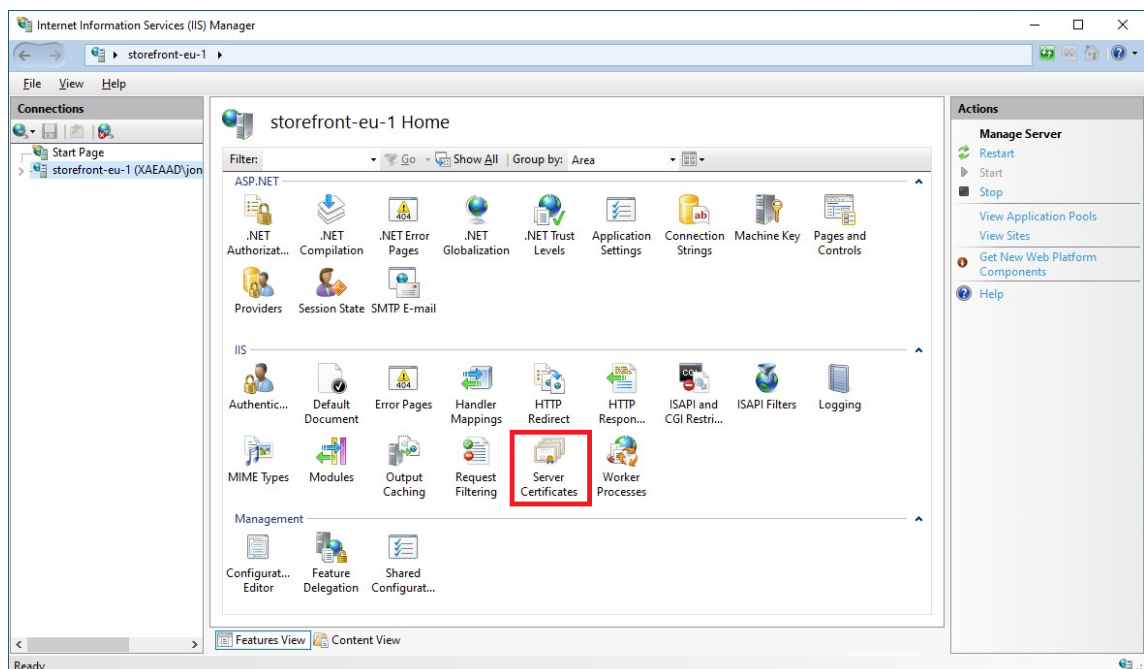 Internet Information Services (IIS) Manager
storefront-eu-1
File View Help
Connections
Start Page
storefront-eu-1 (XAEAAD\jon
storefront-eu-1 Home
Filter: Go Show All Group by: Area
ASP.NET
.NET Authorizat...
.NET Compilation
.NET Error Pages
.NET Globalization
.NET Trust Levels
Application Settings
Connection Strings
Machine Key
Pages and Controls
Providers
Session State
SMTP E-mail
IIS
Authentic...
Default Document
Error Pages
Handler Mappings
HTTP Redirect
HTTP Respon...
ISAPI and CGI Restri...
ISAPI Filters
Logging
MIME Types
Modules
Output Caching
Request Filtering
Server Certificates
Worker Processes
Management
Configurat... Editor
Feature Delegation
Shared Configurat...
Features View Content View
Ready
Actions
Manage Server
Restart
Start
Stop
View Application Pools
View Sites
Get New Web Platform
Components
Help